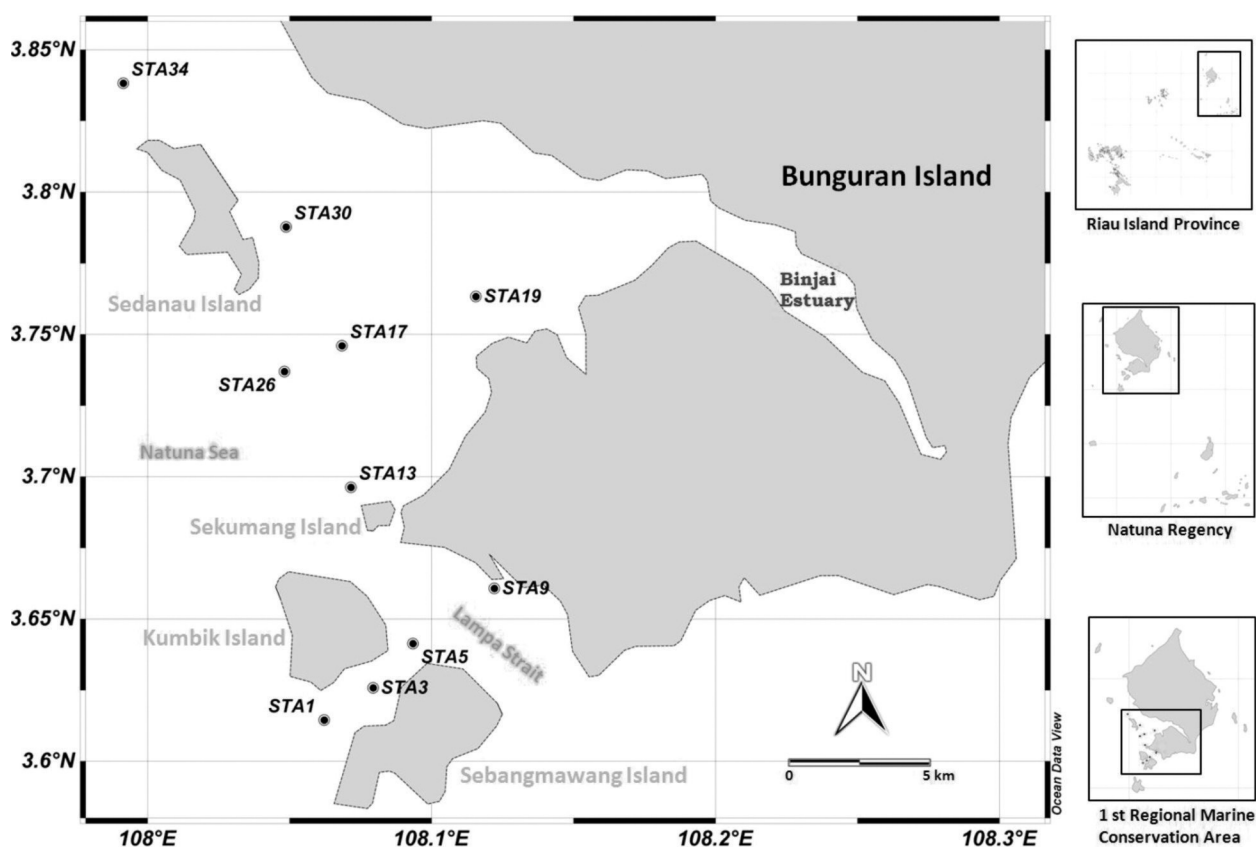 3.85°N
3.8°N
3.75°N
3.7°N
3.65°N
3.6°N
108°E
108.1°E
108.2°E
108.3°E
STA34
STA30
STA19
STA17
STA26
STA13
STA9
STA5
STA3
STA1
Bunguran Island
Binjai
Estuary
Sedanau Island
Natuna Sea
Sekumang Island
Kumbik Island
Lampa Strait
Sebangmawang Island
N
0
5 km
Ocean Data View
Riau Island Province
Natuna Regency
1 st Regional Marine
Conservation Area